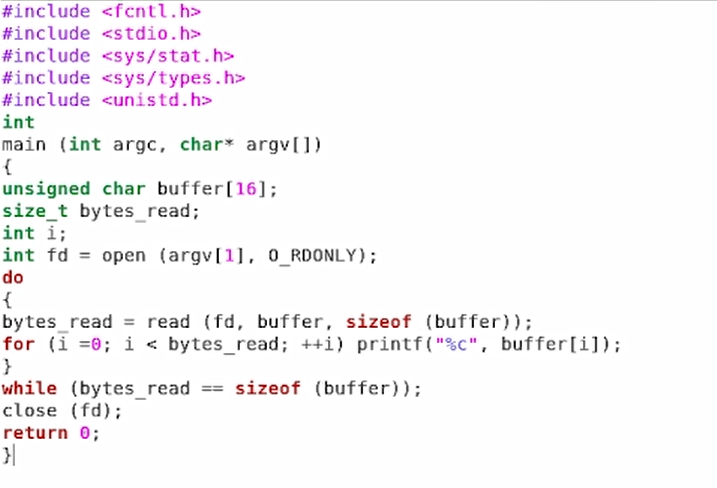 #include <fcntl.h>
#include <stdio.h>
#include <sys/stat.h>
#include <sys/types.h>
#include <unistd.h>
int
main (int argc, char* argv[])
{
unsigned char buffer[16];
size_t bytes_read;
int i;
int fd = open (argv[1], O_RDONLY);
do
{
bytes_read = read (fd, buffer, sizeof (buffer));
for (i =0; i < bytes_read; ++i) printf("%c", buffer[i]);
}
while (bytes_read == sizeof (buffer));
close (fd);
return 0;
}